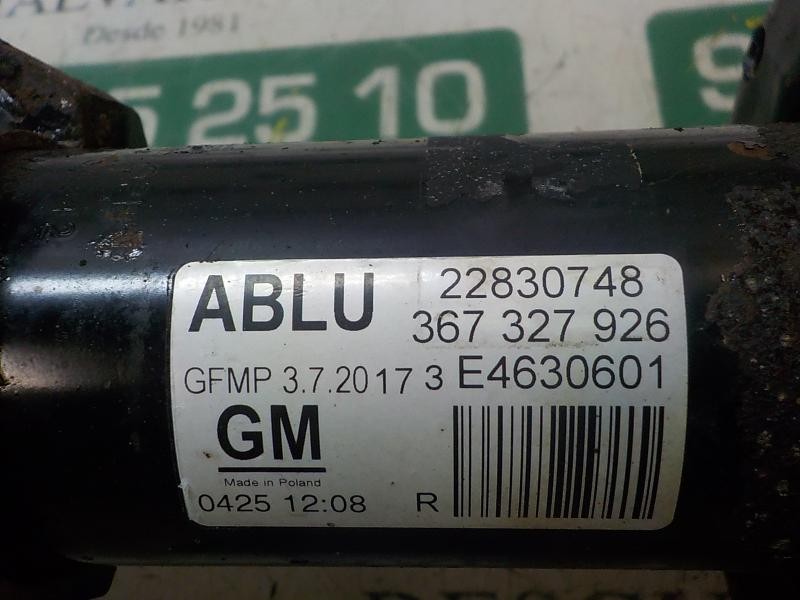 Desde 1981
5 25 10
ABLU 22830748
367 327 926
GFMP 3.7.2017 3 E4630601
GM
Made in Poland
0425 12:08 R